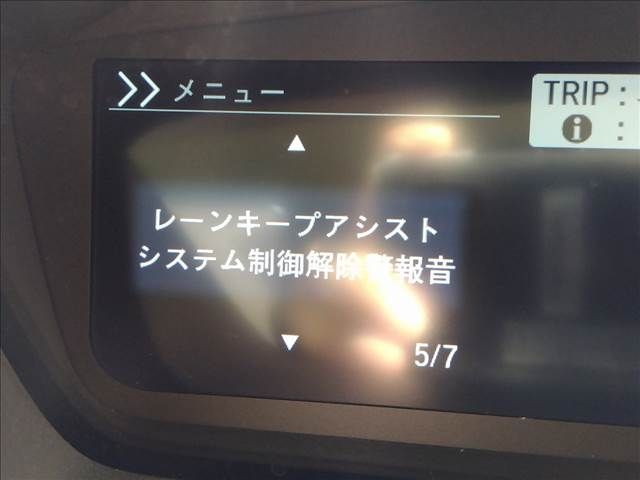 >> メニュー
TRIP :
i :
▲
レーンキープアシスト
システム制御解除警報音
▼
5/7